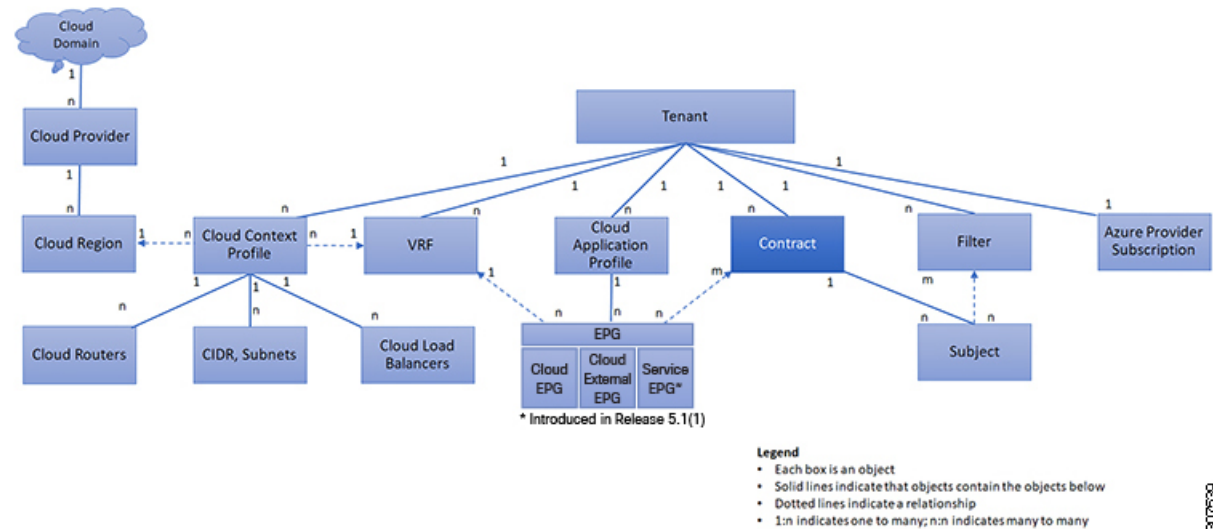 Cloud
Domain
1
n
Cloud Provider
1
n
Cloud Region
Tenant
1
1
1
1
1
1
1
n
n
n
n
n
1
Cloud Context
Profile
VRF
Cloud
Application
Profile
Contract
Filter
Azure Provider
Subscription
1
n
n
1
1
1
1
n
n
n
Cloud Routers
CIDR, Subnets
Cloud Load
Balancers
1
n
1
n
m
n
EPG
Cloud
EPG
Cloud
External
EPG
Service
EPG*
* Introduced in Release 5.1(1)
1
n
m
n
Subject
Legend
• Each box is an object
• Solid lines indicate that objects contain the objects below
• Dotted lines indicate a relationship
• 1:n indicates one to many; n:n indicates many to many